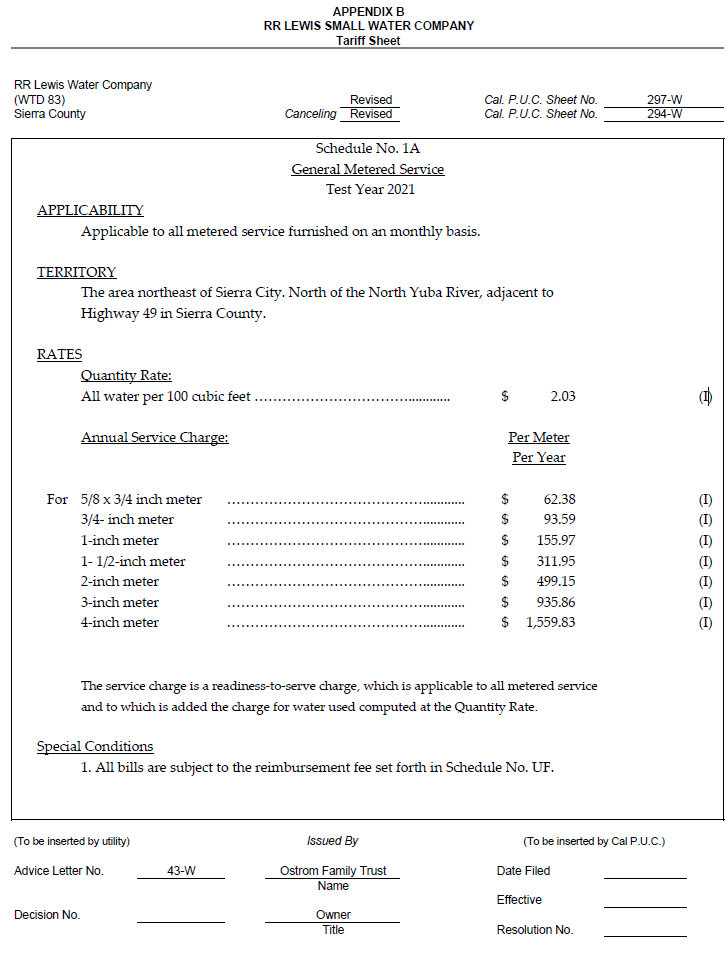 APPENDIX B
RR LEWIS SMALL WATER COMPANY
Tariff Sheet
RR Lewis Water Company
(WTD 83) Revised Cal. P.U.C. Sheet No. 297-W
Sierra County Canceling Revised Cal. P.U.C. Sheet No. 294-W
Schedule No. 1A
General Metered Service
Test Year 2021
APPLICABILITY
Applicable to all metered service furnished on an monthly basis.
TERRITORY
The area northeast of Sierra City. North of the North Yuba River, adjacent to
Highway 49 in Sierra County.
RATES
Quantity Rate:
All water per 100 cubic feet ............................................ $ 2.03 (I)
Annual Service Charge: Per Meter
Per Year
For 5/8 x 3/4 inch meter .................................................... $ 62.38 (I)
3/4- inch meter .................................................... $ 93.59 (I)
1-inch meter .................................................... $ 155.97 (I)
1- 1/2-inch meter .................................................... $ 311.95 (I)
2-inch meter .................................................... $ 499.15 (I)
3-inch meter .................................................... $ 935.86 (I)
4-inch meter .................................................... $ 1,559.83 (I)
The service charge is a readiness-to-serve charge, which is applicable to all metered service
and to which is added the charge for water used computed at the Quantity Rate.
Special Conditions
1. All bills are subject to the reimbursement fee set forth in Schedule No. UF.
(To be inserted by utility) Issued By (To be inserted by Cal P.U.C.)
Advice Letter No. 43-W Ostrom Family Trust Date Filed
Name
Effective
Decision No. Owner
Title Resolution No.